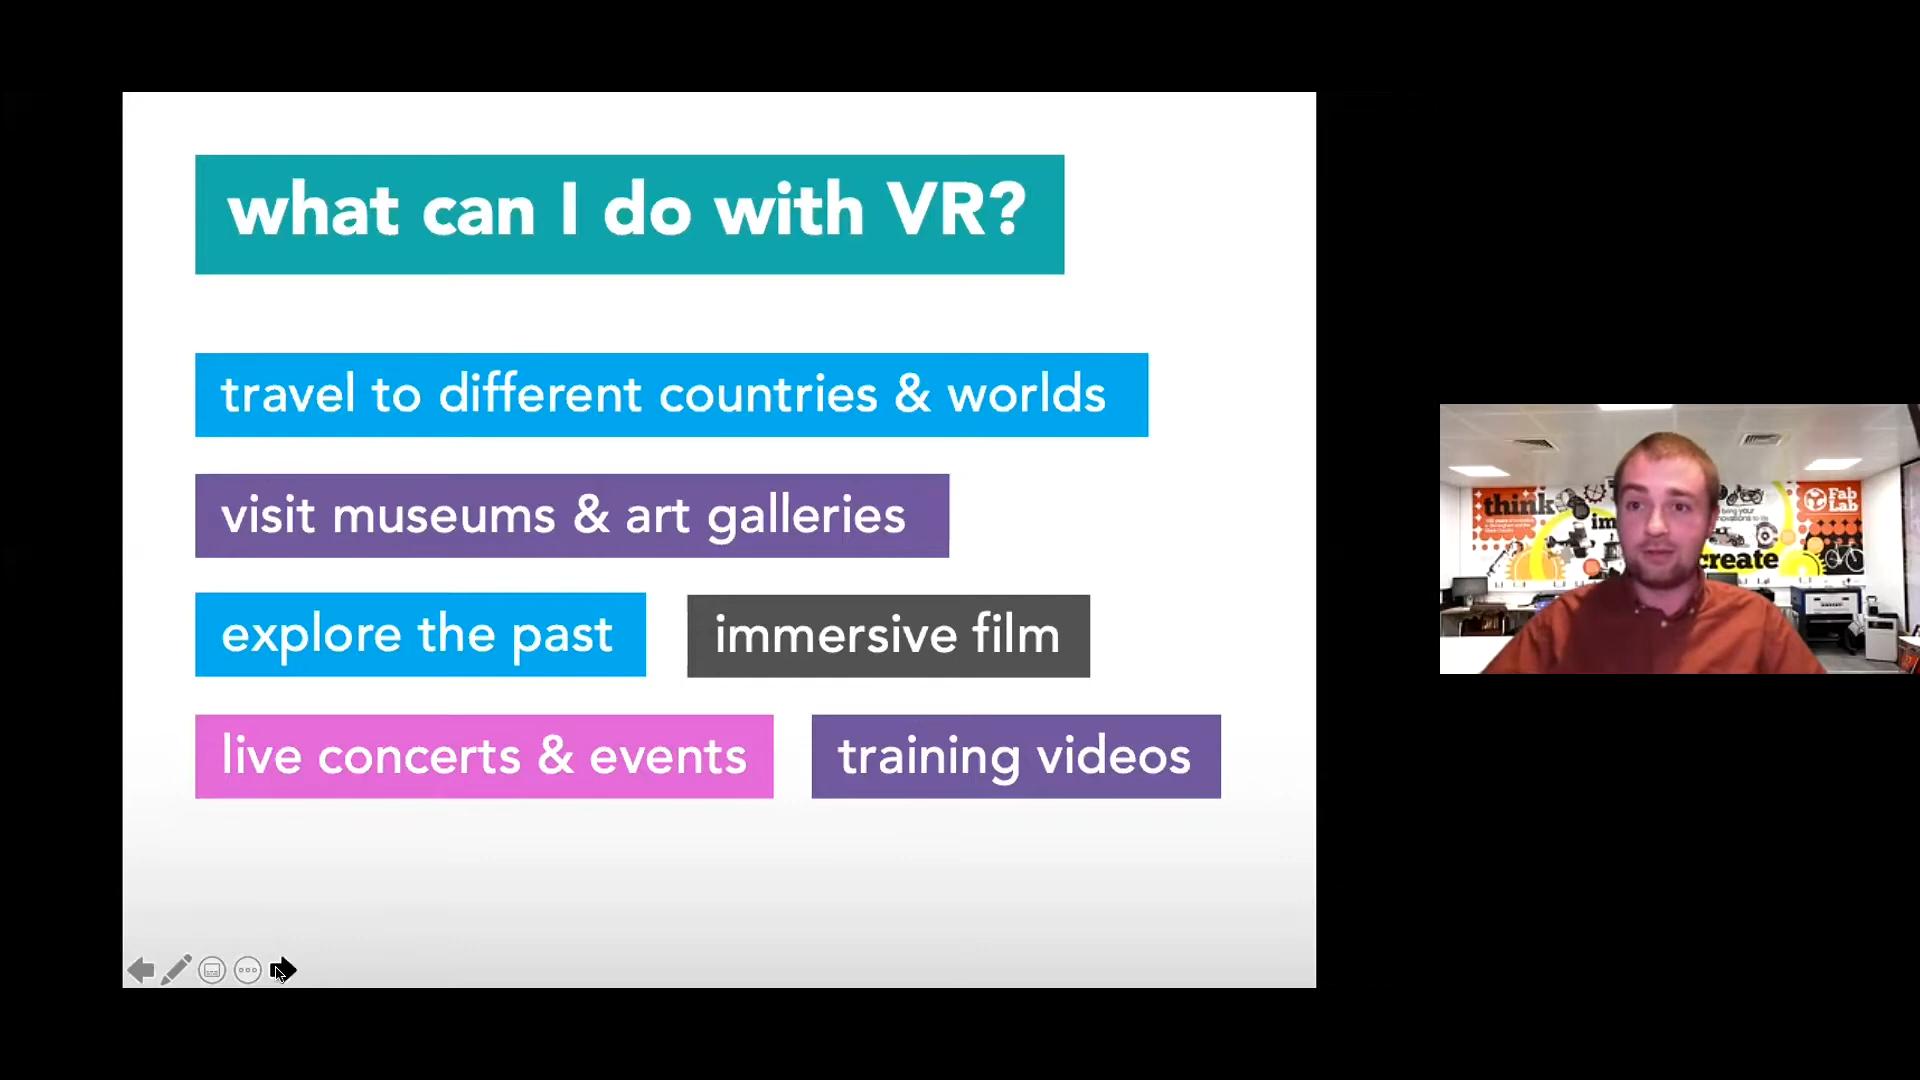 what can I do with VR?
travel to different countries & worlds
visit museums & art galleries
explore the past
immersive film
live concerts & events
training videos
think
create
Fab
Lab